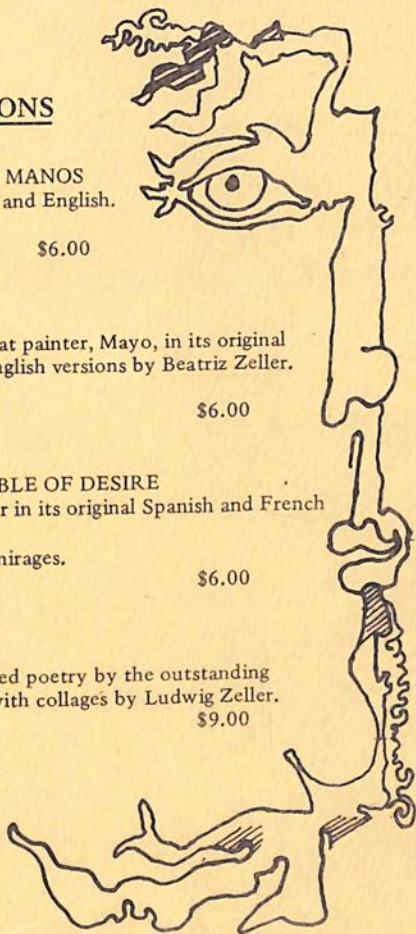 ONS
MANOS
and English.
$6.00
at painter, Mayo, in its original
glish versions by Beatriz Zeller.
$6.00
BLE OF DESIRE
r in its original Spanish and French
nirages.
$6.00
ed poetry by the outstanding
vith collages by Ludwig Zeller.
$9.00